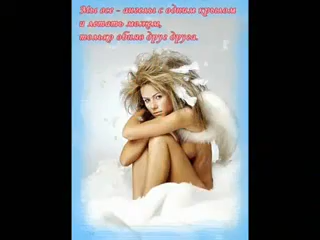 Мы все - ангелы с одним крылом
и летать можем,
только обняв друг друга.